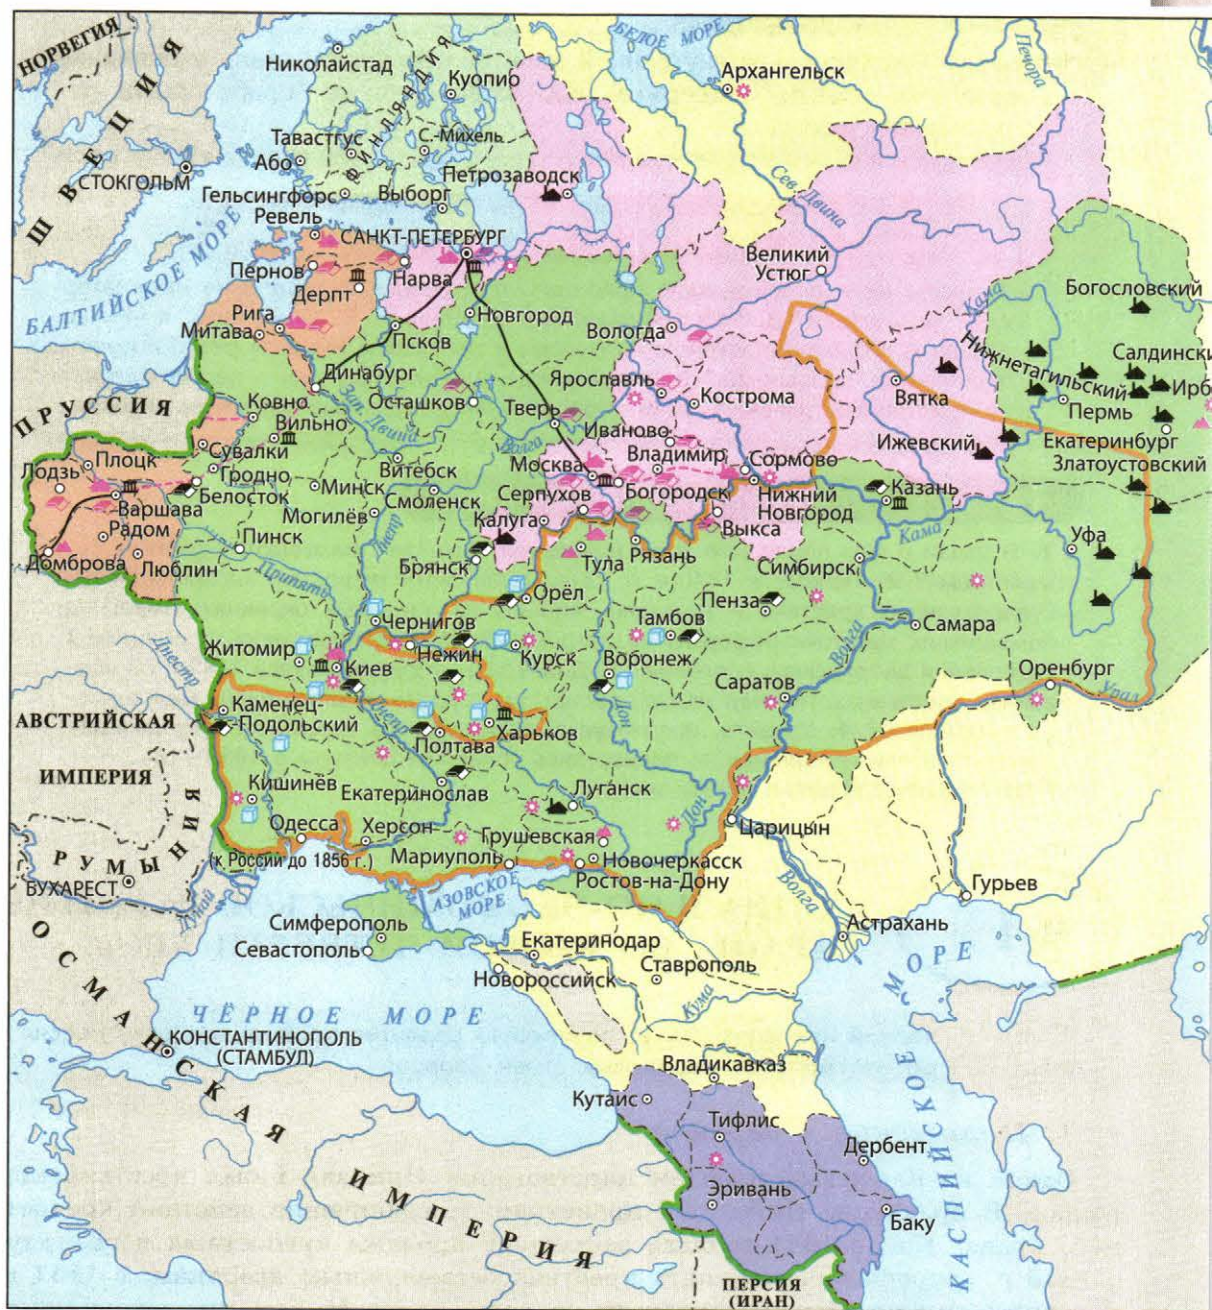 НОРВЕГИЯ
ШВЕЦИЯ
СТОКГОЛЬМ
БЕЛОЕ МОРЕ
Печора
Николайстад
Куопио
Архангельск
ФИНЛЯНДИЯ
Тавастгус
С.-Михель
Або
Петрозаводск
Сев. Двина
Гельсингфорс
Выборг
Ревель
САНКТ-ПЕТЕРБУРГ
БАЛТИЙСКОЕ МОРЕ
Пернов
Нарва
Великий
Устюг
Дерпт
Кама
Богословский
Рига
Новгород
Вологда
Митава
Псков
Нижнетагильский
Салдински
Динабург
Ярославль
ПРУССИЯ
Зап. Двина
Осташков
Кострома
Вятка
Ирб
Пермь
Ковно
Тверь
Вильно
Волга
Иваново
Екатеринбург
Сувалки
Владимир
Ижевский
Плоцк
Витебск
Москва
Сормово
Златоустовский
Лодзь
Гродно
Минск
Смоленск
Серпухов
Богородск
Нижний
Новгород
Казань
Белосток
Варшава
Могилёв
Днепр
Калуга
Выкса
Радом
Пинск
Кама
Уфа
Рязань
Домброва
Люблин
Припять
Брянск
Тула
Симбирск
Орёл
Пенза
Чернигов
Тамбов
Самара
Днестр
Житомир
Нежин
Курск
Волга
Киев
Воронеж
Оренбург
Саратов
Урал
АВСТРИЙСКАЯ
ИМПЕРИЯ
Каменец-
Подольский
Днепр
Дон
Харьков
Полтава
Кишинёв
Екатеринослав
Луганск
Дон
Одесса
Херсон
Грушевская
Царицын
РУМЫНИЯ
(к России до 1856 г.)
Мариуполь
Новочеркасск
БУХАРЕСТ
Ростов-на-Дону
Гурьев
Дунай
АЗОВСКОЕ
МОРЕ
Волга
Симферополь
Астрахань
Екатеринодар
Севастополь
Ставрополь
Новороссийск
Кума
ЧЁРНОЕ МОРЕ
КАСПИЙСКОЕ МОРЕ
КОНСТАНТИНОПОЛЬ
(СТАМБУЛ)
Владикавказ
ОСМАНСКАЯ ИМПЕРИЯ
Кутаис
Тифлис
Дербент
Эривань
Баку
ПЕРСИЯ
(ИРАН)